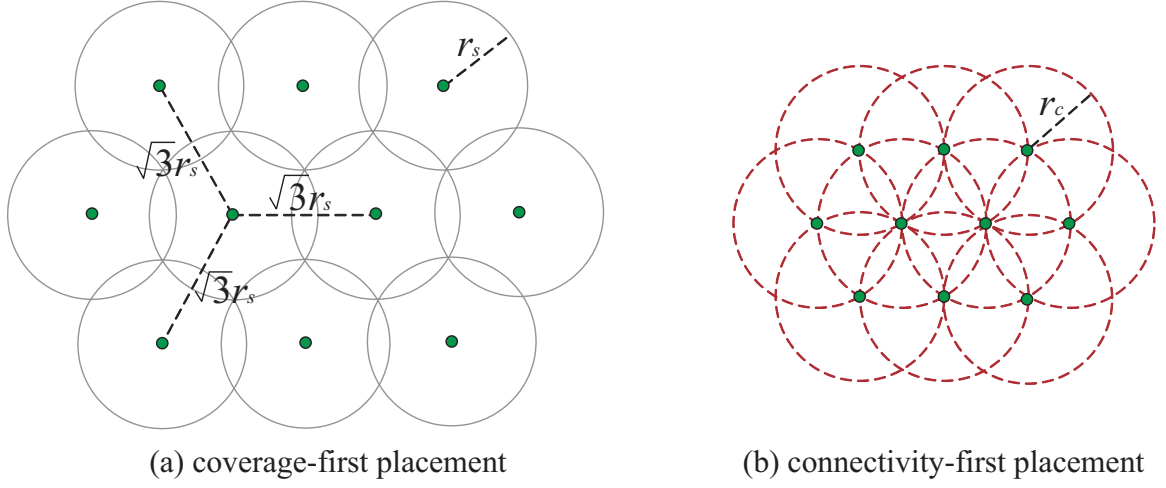 r_s
√3r_s
√3r_s
√3r_s
r_c
(a) coverage-first placement
(b) connectivity-first placement